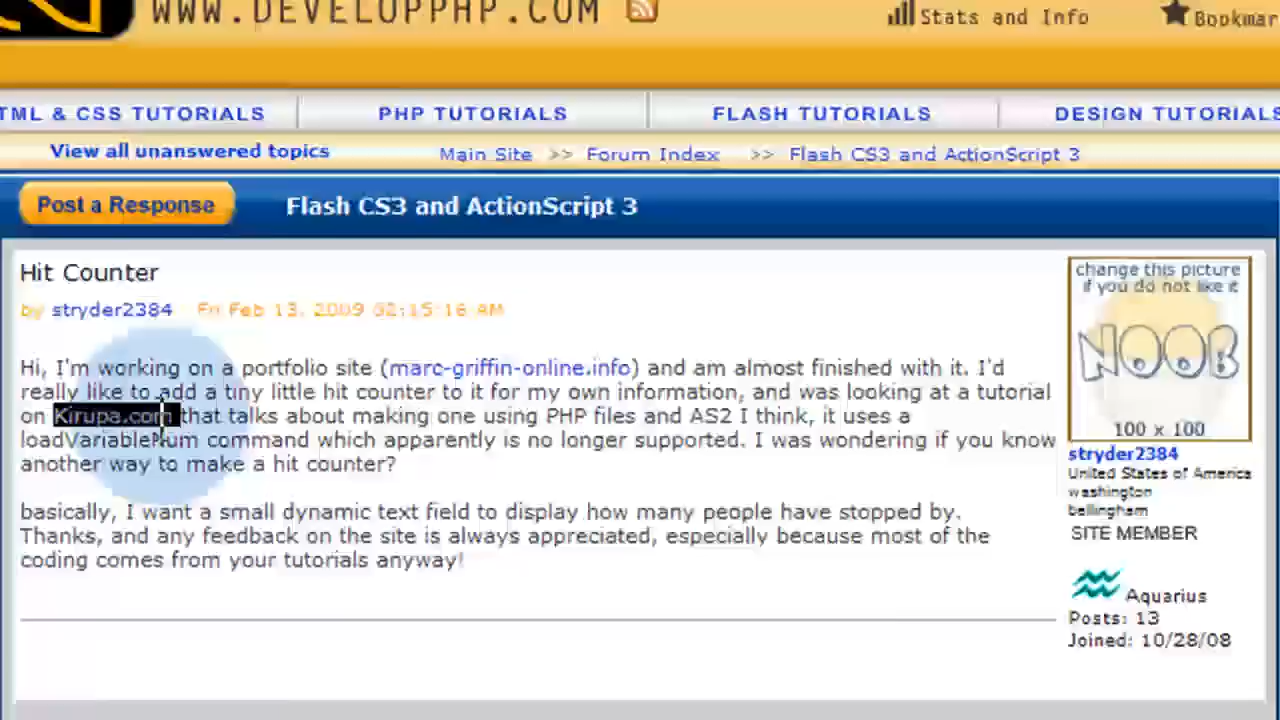 WWW.DEVELOPPHP.COM
Stats and Info
Bookmar
TML & CSS TUTORIALS
PHP TUTORIALS
FLASH TUTORIALS
DESIGN TUTORIALS
View all unanswered topics
Main Site >> Forum Index >> Flash CS3 and ActionScript 3
Post a Response
Flash CS3 and ActionScript 3
Hit Counter
by stryder2384 Fri Feb 13, 2009 02:15:16 AM
Hi, I'm working on a portfolio site (marc-griffin-online.info) and am almost finished with it. I'd
really like to add a tiny little hit counter to it for my own information, and was looking at a tutorial
on Kirupa.com that talks about making one using PHP files and AS2 I think, it uses a
loadVariableNum command which apparently is no longer supported. I was wondering if you know
another way to make a hit counter?
basically, I want a small dynamic text field to display how many people have stopped by.
Thanks, and any feedback on the site is always appreciated, especially because most of the
coding comes from your tutorials anyway!
change this picture
if you do not like it
NOOB
100 x 100
stryder2384
United States of America
washington
bellingham
SITE MEMBER
Aquarius
Posts: 13
Joined: 10/28/08